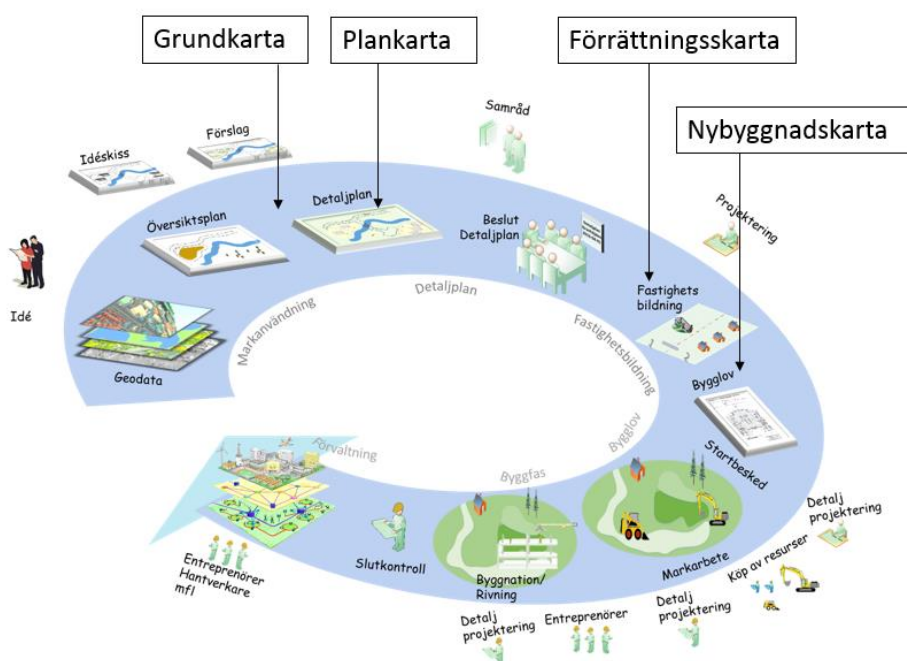 Grundkarta
Plankarta
Förrättningsskarta
Nybyggnadskarta
Idéskiss
Förslag
Samråd
Projektering
Idé
Geodata
Översiktsplan
Detaljplan
Beslut
Detaljplan
Fastighets
bildning
Bygglov
Startbesked
Markanvändning
Detaljplan
Fastighetsbildning
Bygglov
Byggfas
Förvaltning
Detalj
projektering
Köp av resurser
Markarbete
Detalj
projektering
Byggnation/
Rivning
Entreprenörer
Detalj
projektering
Slutkontroll
Entreprenörer
Hantverkare
mfl